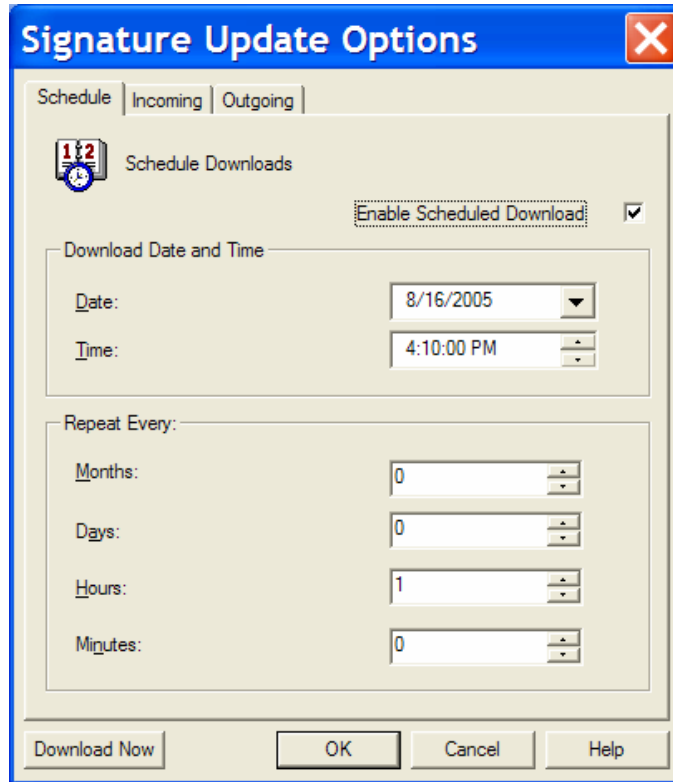 Signature Update Options
Schedule Incoming Outgoing
1 2
Schedule Downloads
Enable Scheduled Download
Download Date and Time
Date: 8/16/2005
Time: 4:10:00 PM
Repeat Every:
Months: 0
Days: 0
Hours: 1
Minutes: 0
Download Now OK Cancel Help